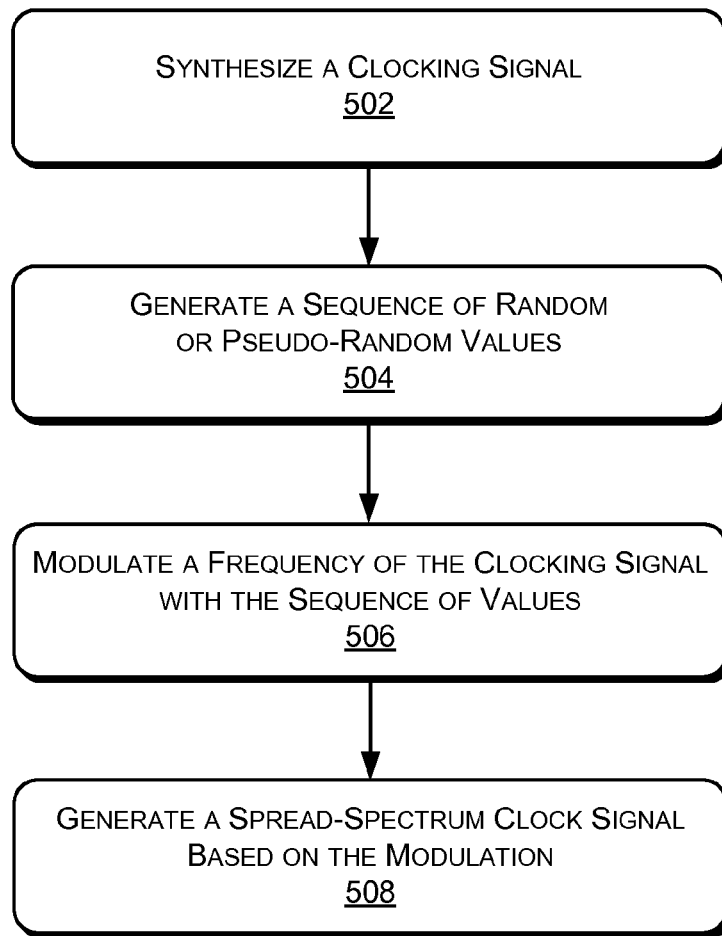 SYNTHESIZE A CLOCKING SIGNAL
502
GENERATE A SEQUENCE OF RANDOM
OR PSEUDO-RANDOM VALUES
504
MODULATE A FREQUENCY OF THE CLOCKING SIGNAL
WITH THE SEQUENCE OF VALUES
506
GENERATE A SPREAD-SPECTRUM CLOCK SIGNAL
BASED ON THE MODULATION
508